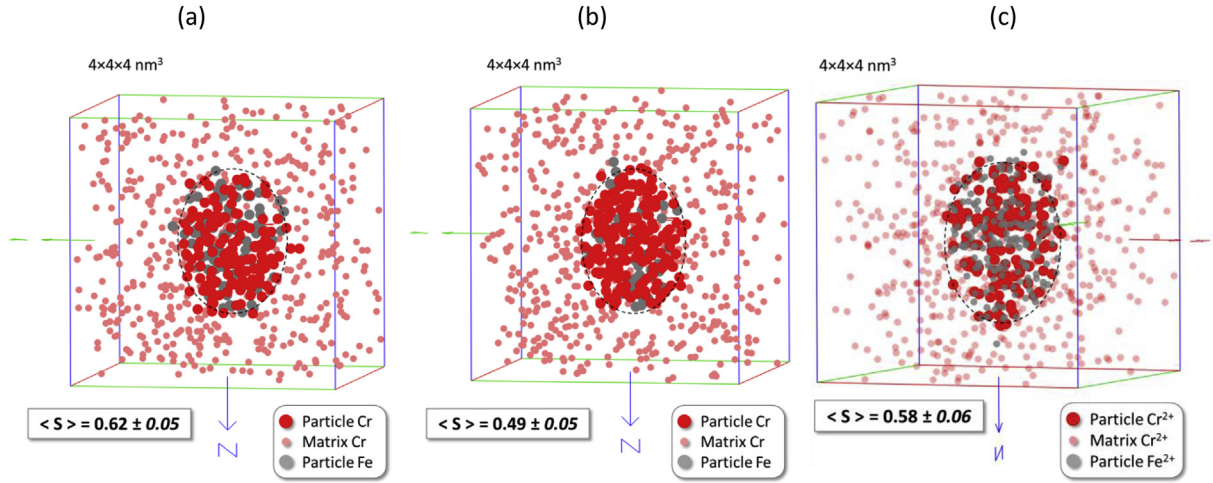 (a)
(b)
(c)
4×4×4 nm³
4×4×4 nm³
4×4×4 nm³
< S > = 0.62 ± 0.05
< S > = 0.49 ± 0.05
< S > = 0.58 ± 0.06
Z
Z
Z
Particle Cr
Matrix Cr
Particle Fe
Particle Cr
Matrix Cr
Particle Fe
Particle Cr²⁺
Matrix Cr²⁺
Particle Fe²⁺